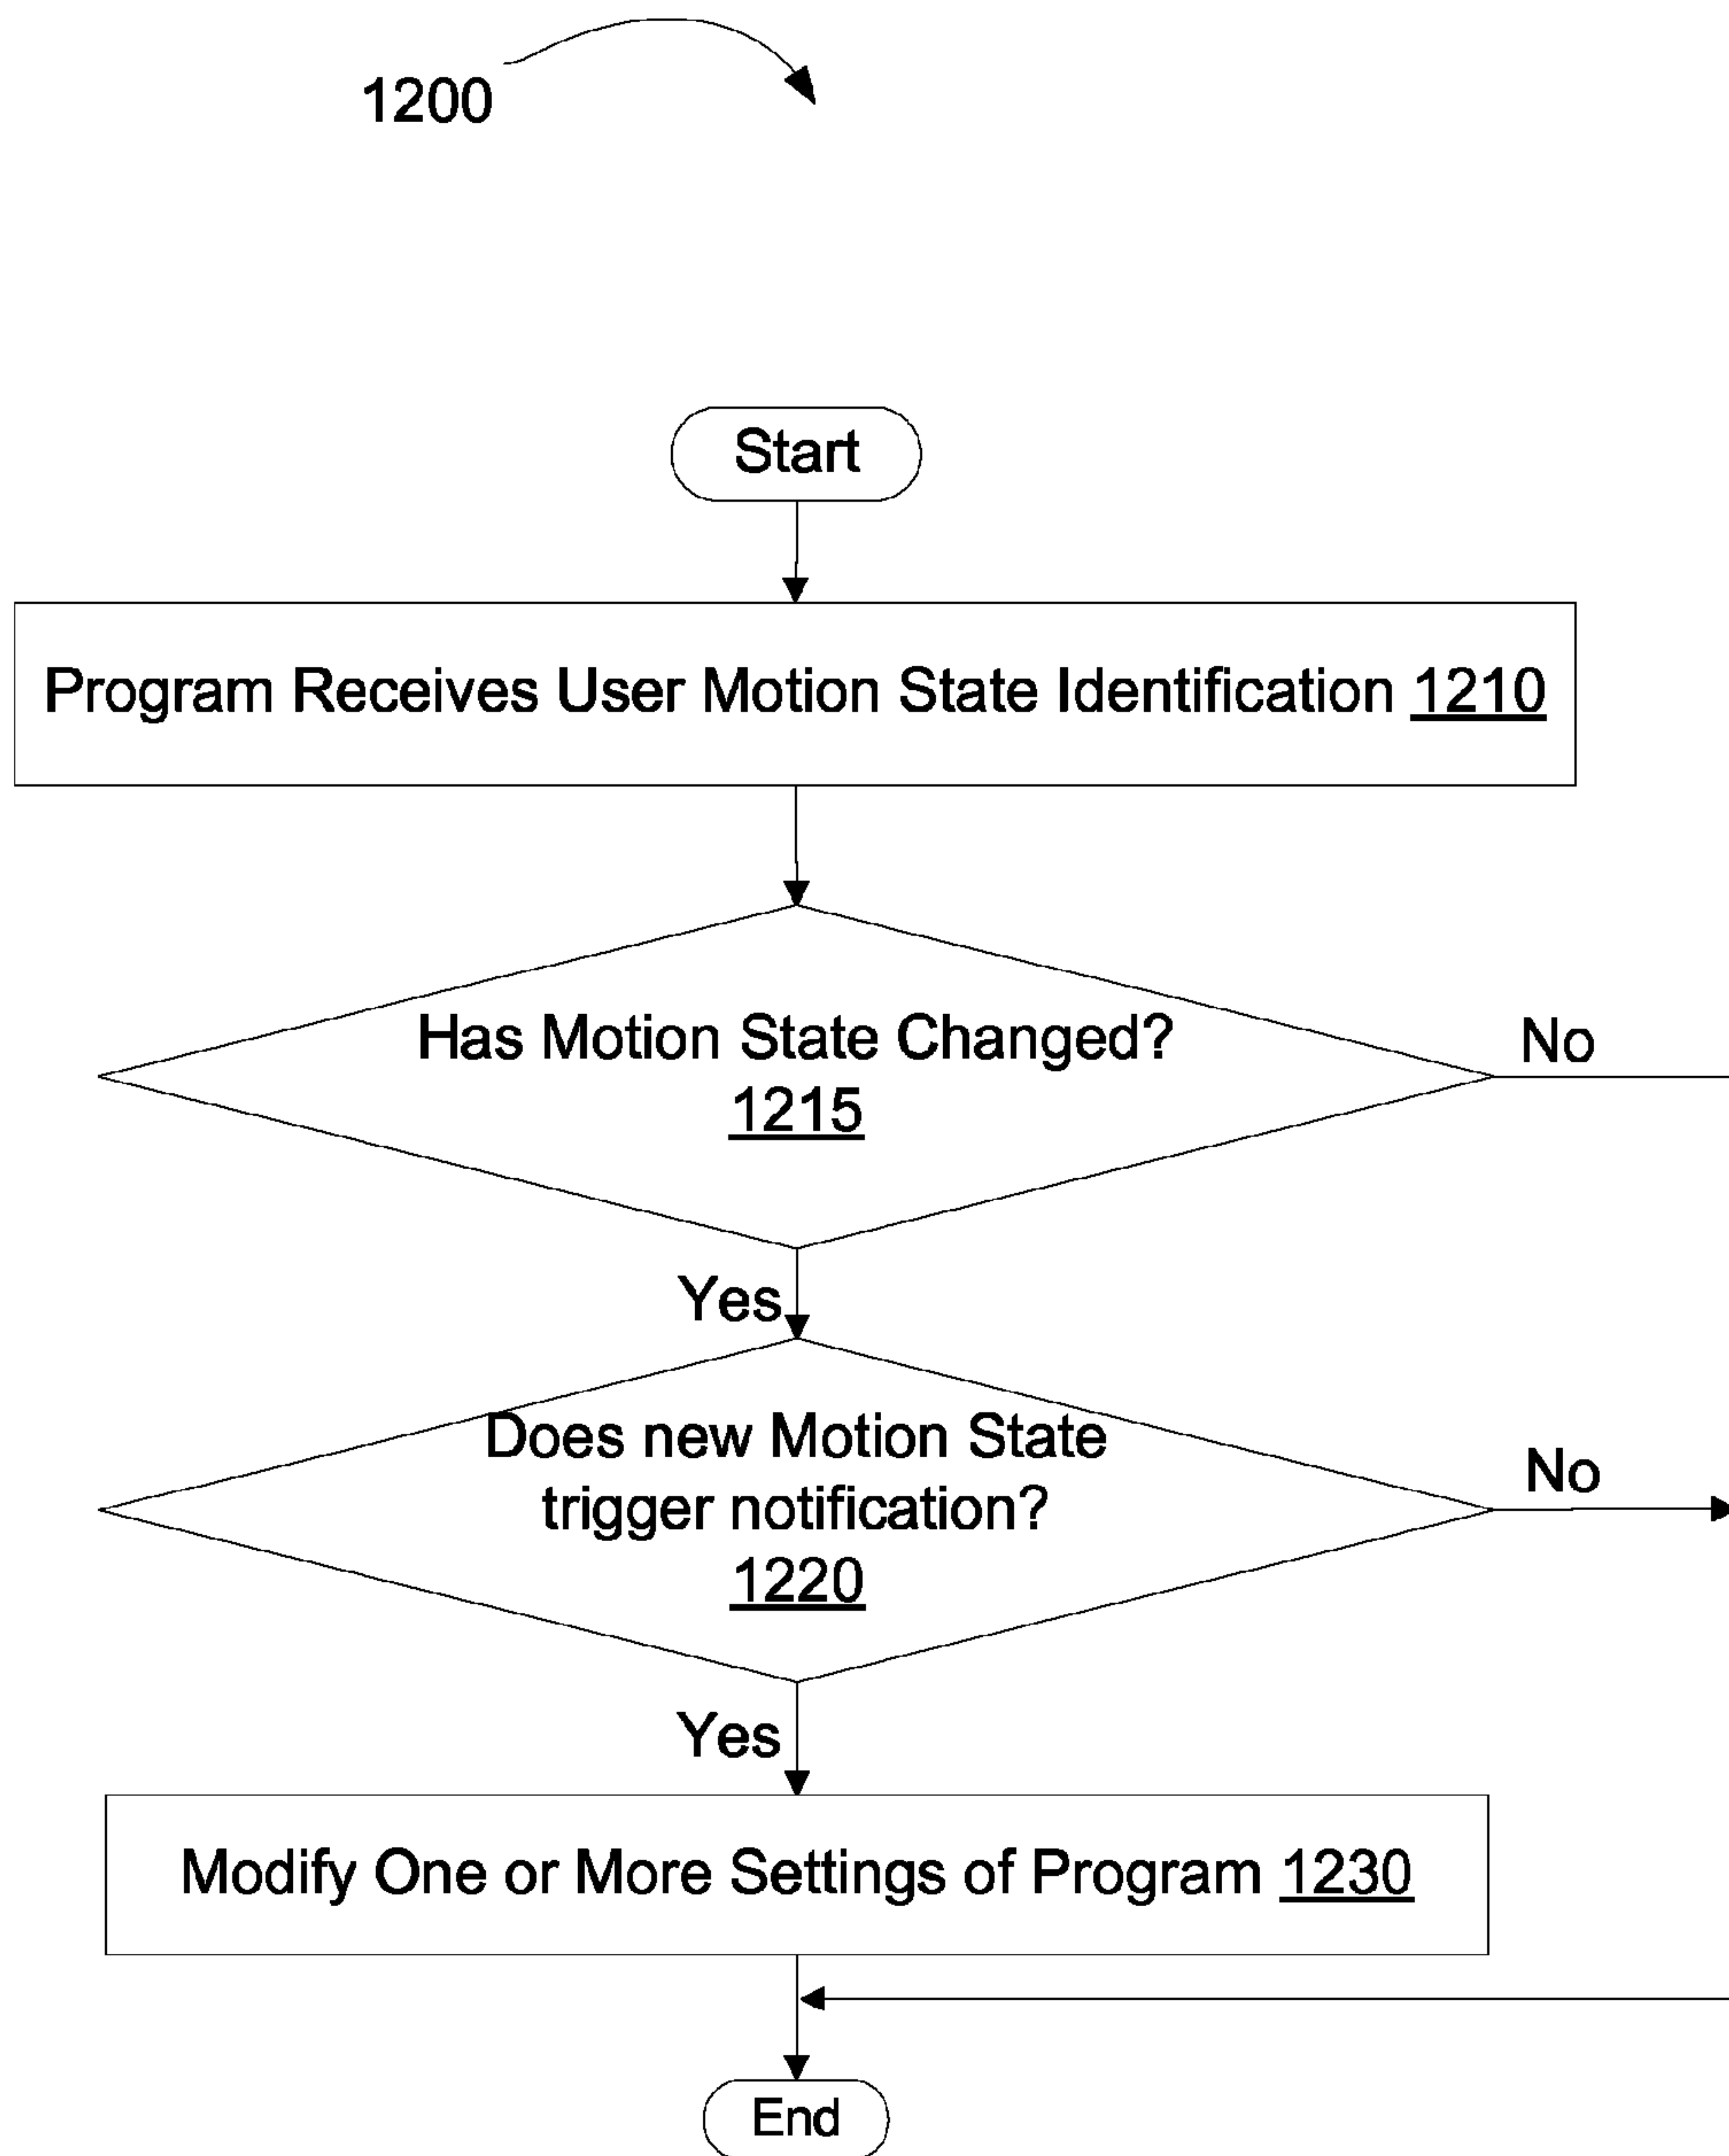 1200
Start
Program Receives User Motion State Identification 1210
Has Motion State Changed?
1215
No
Yes
Does new Motion State
trigger notification?
1220
No
Yes
Modify One or More Settings of Program 1230
End